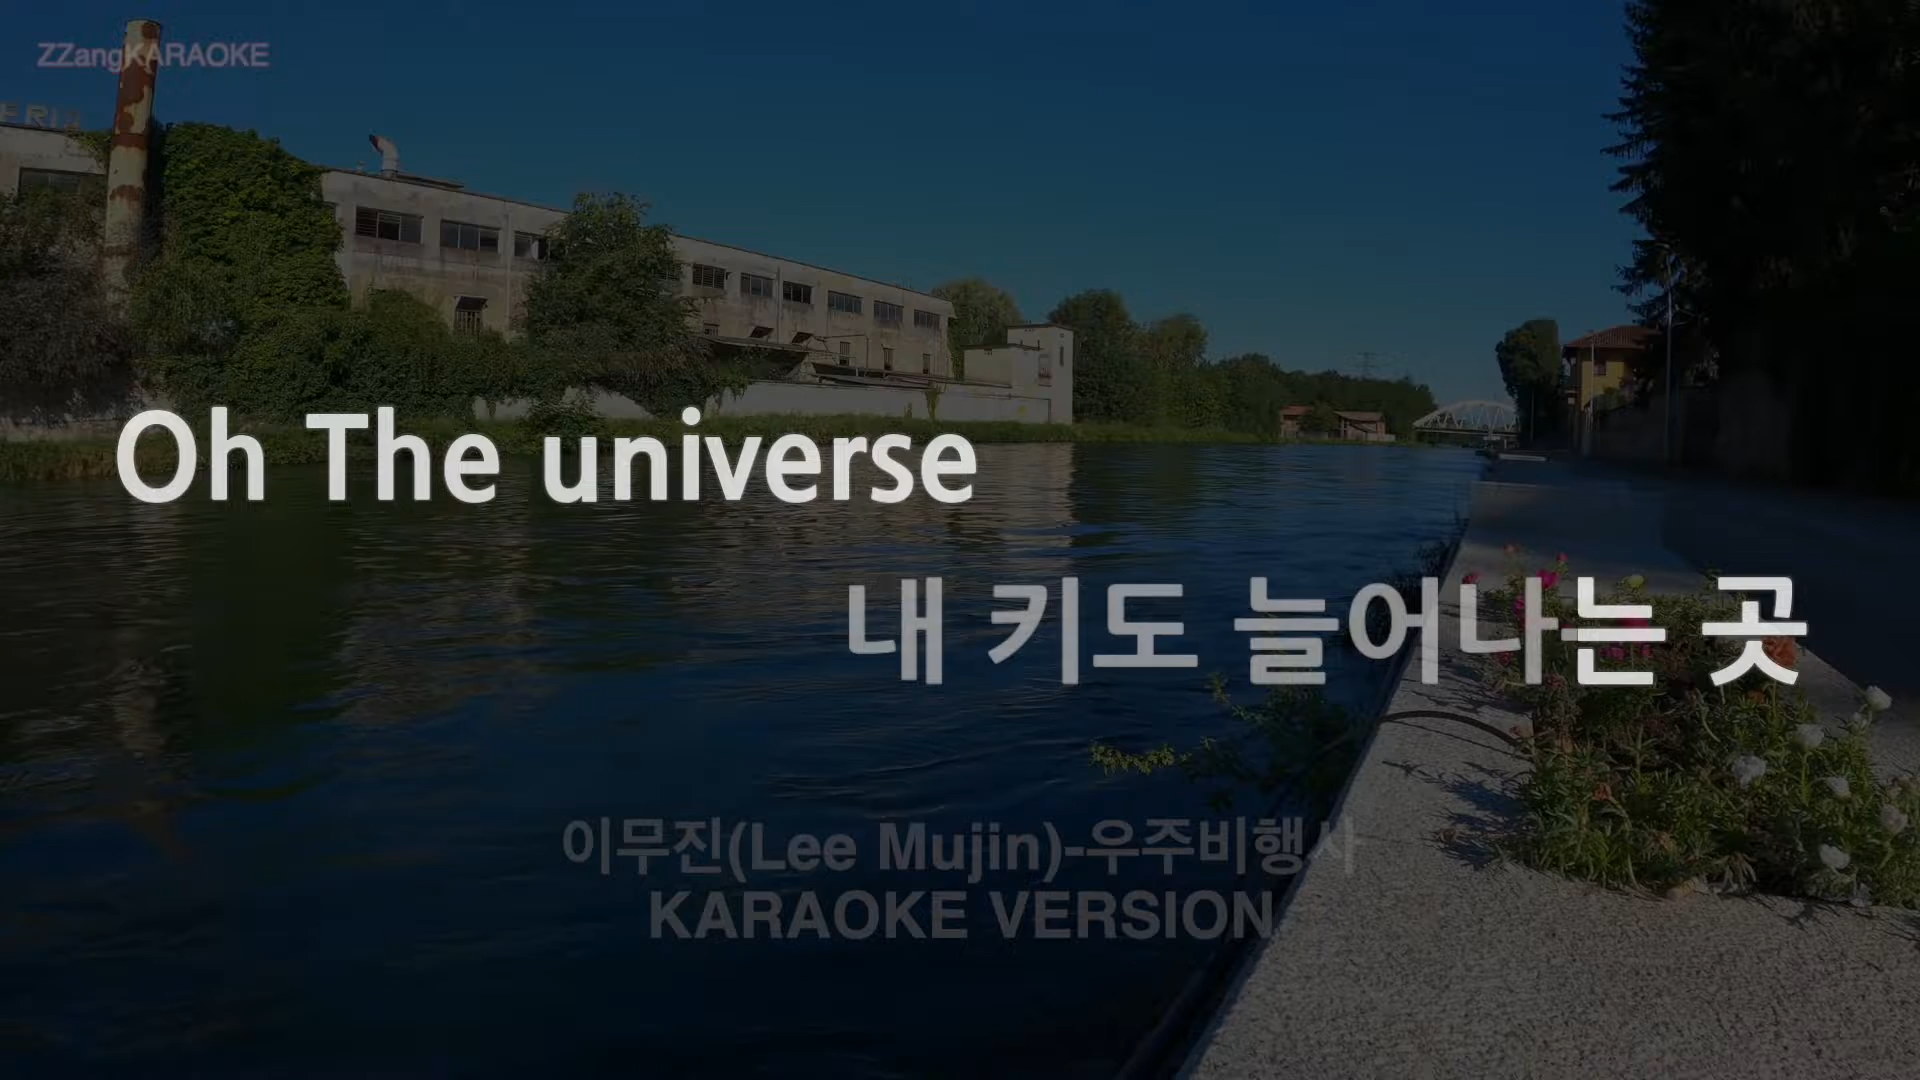 ZZangKARAOKE
Oh The universe
내 키도 늘어나는 곳
이무진(Lee Mujin)-우주비행사
KARAOKE VERSION